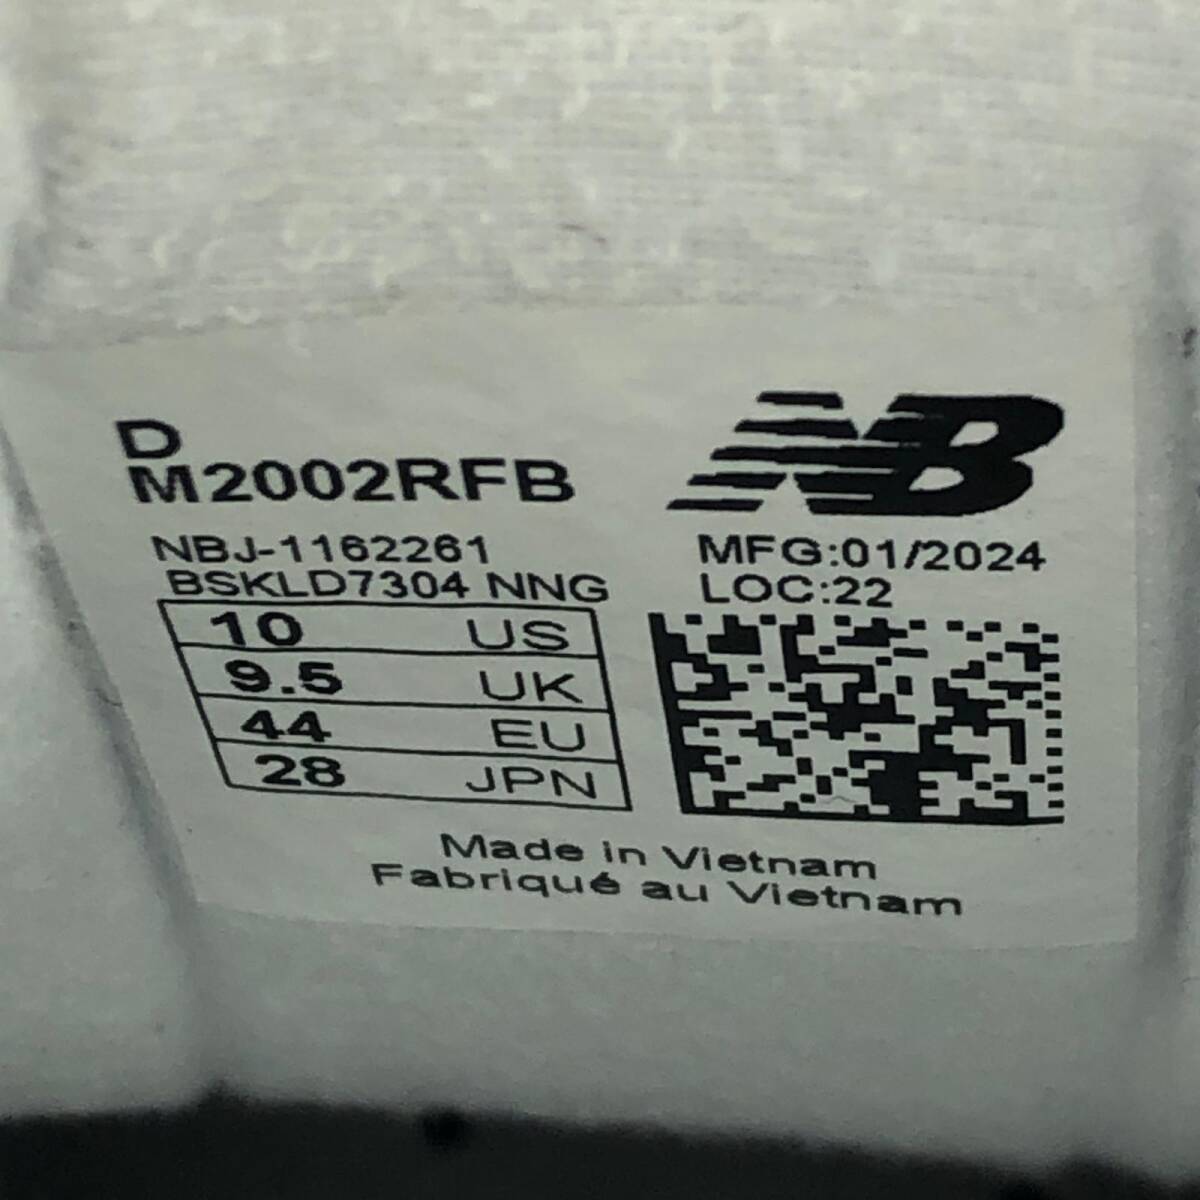 D
M2002RFB
NB
NBJ-1162261
BSKLD7304 NNG
MFG:01/2024
LOC:22
10 US
9.5 UK
44 EU
28 JPN
Made in Vietnam
Fabriqué au Vietnam